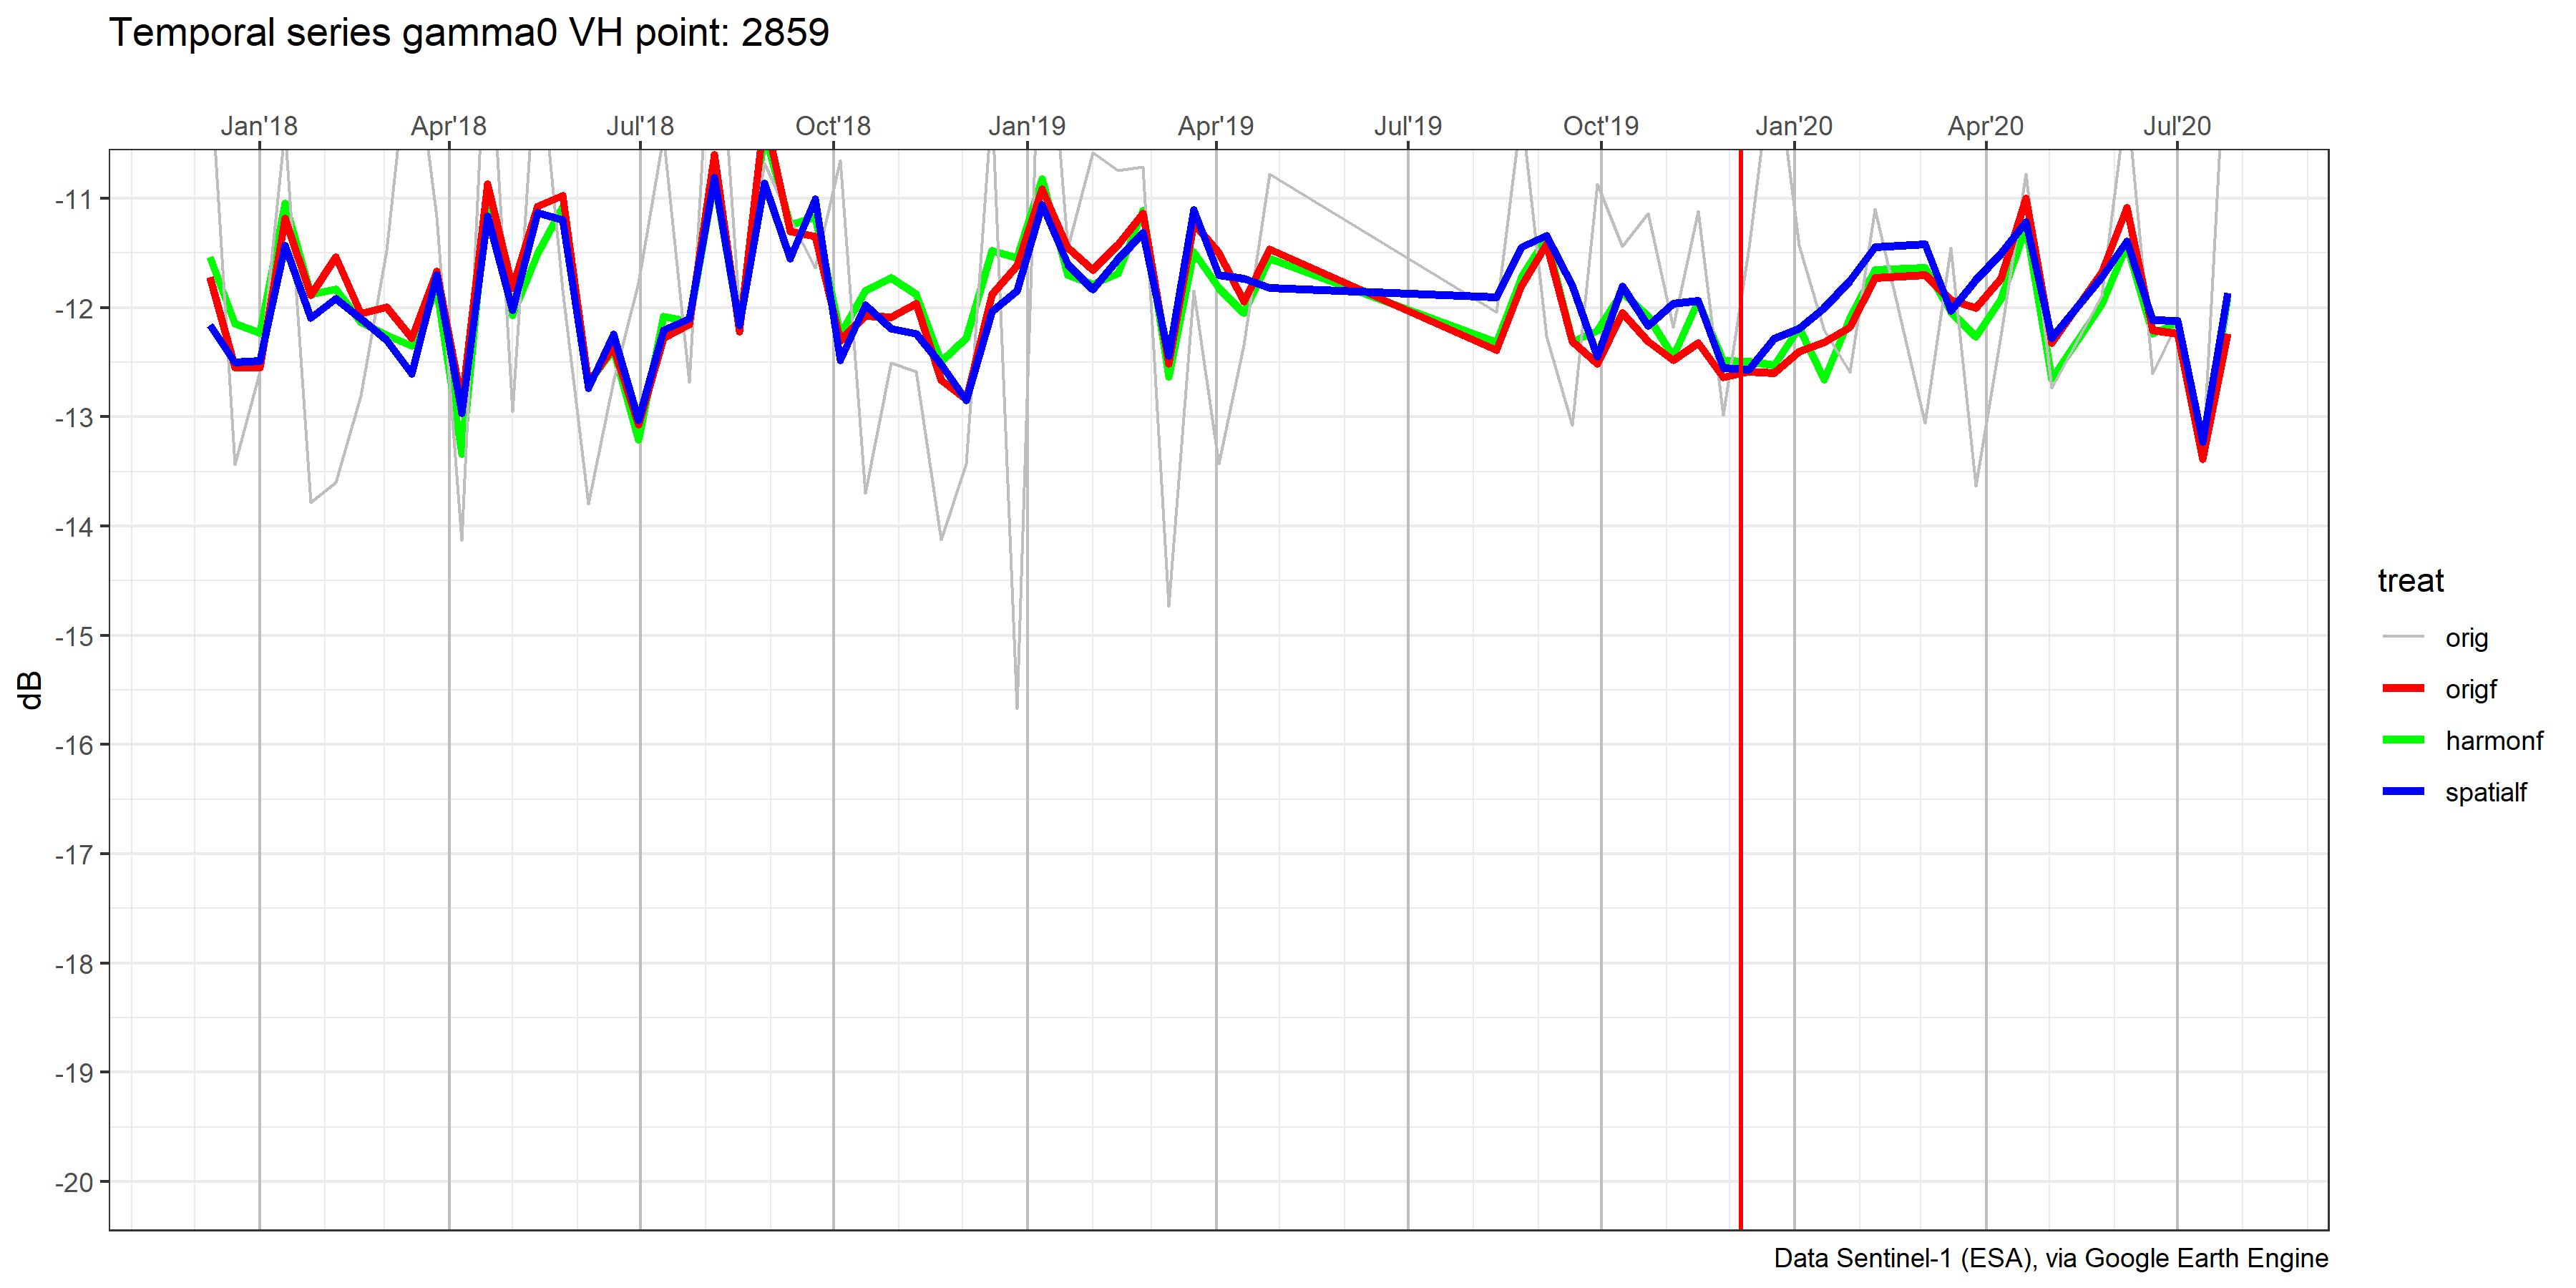 Temporal series gamma0 VH point: 2859
Jan'18 Apr'18 Jul'18 Oct'18 Jan'19 Apr'19 Jul'19 Oct'19 Jan'20 Apr'20 Jul'20
-11
-12
-13
-14
-15
-16
-17
-18
-19
-20
dB
treat
orig
origf
harmonf
spatialf
Data Sentinel-1 (ESA), via Google Earth Engine